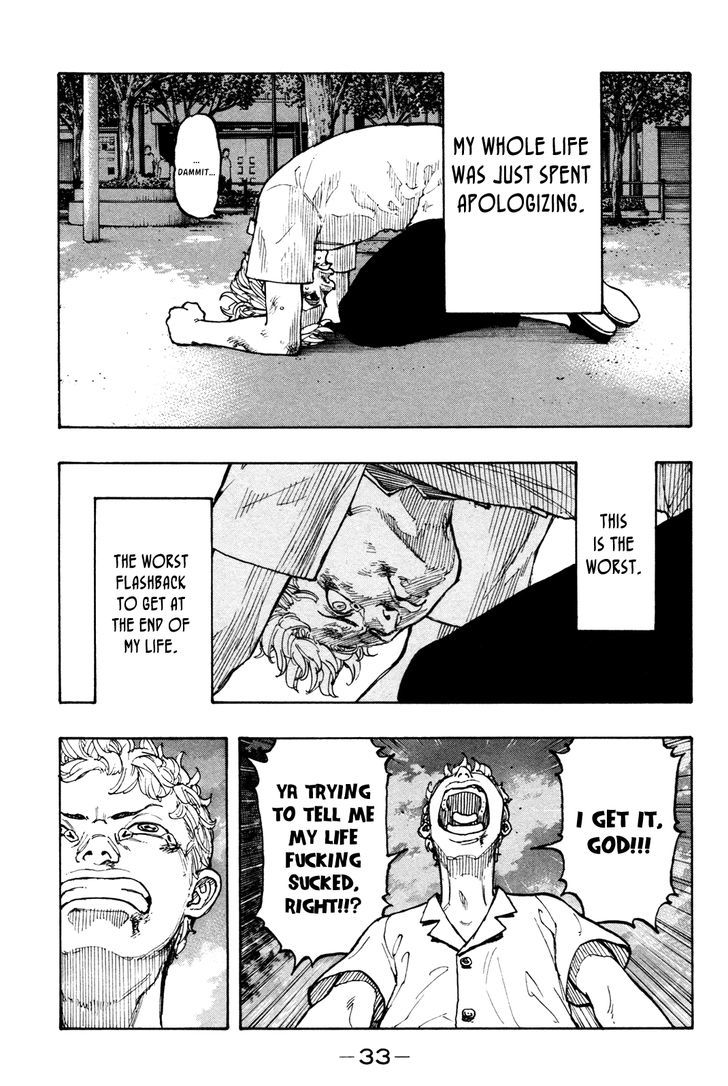 MY WHOLE LIFE
WAS JUST SPENT
APOLOGIZING.
...
DAMMIT...
THIS
IS THE
WORST.
THE WORST
FLASHBACK
TO GET AT
THE END OF
MY LIFE.
I GET IT,
GOD!!!
YA TRYING
TO TELL ME
MY LIFE
FUCKING
SUCKED,
RIGHT!!?
—33—